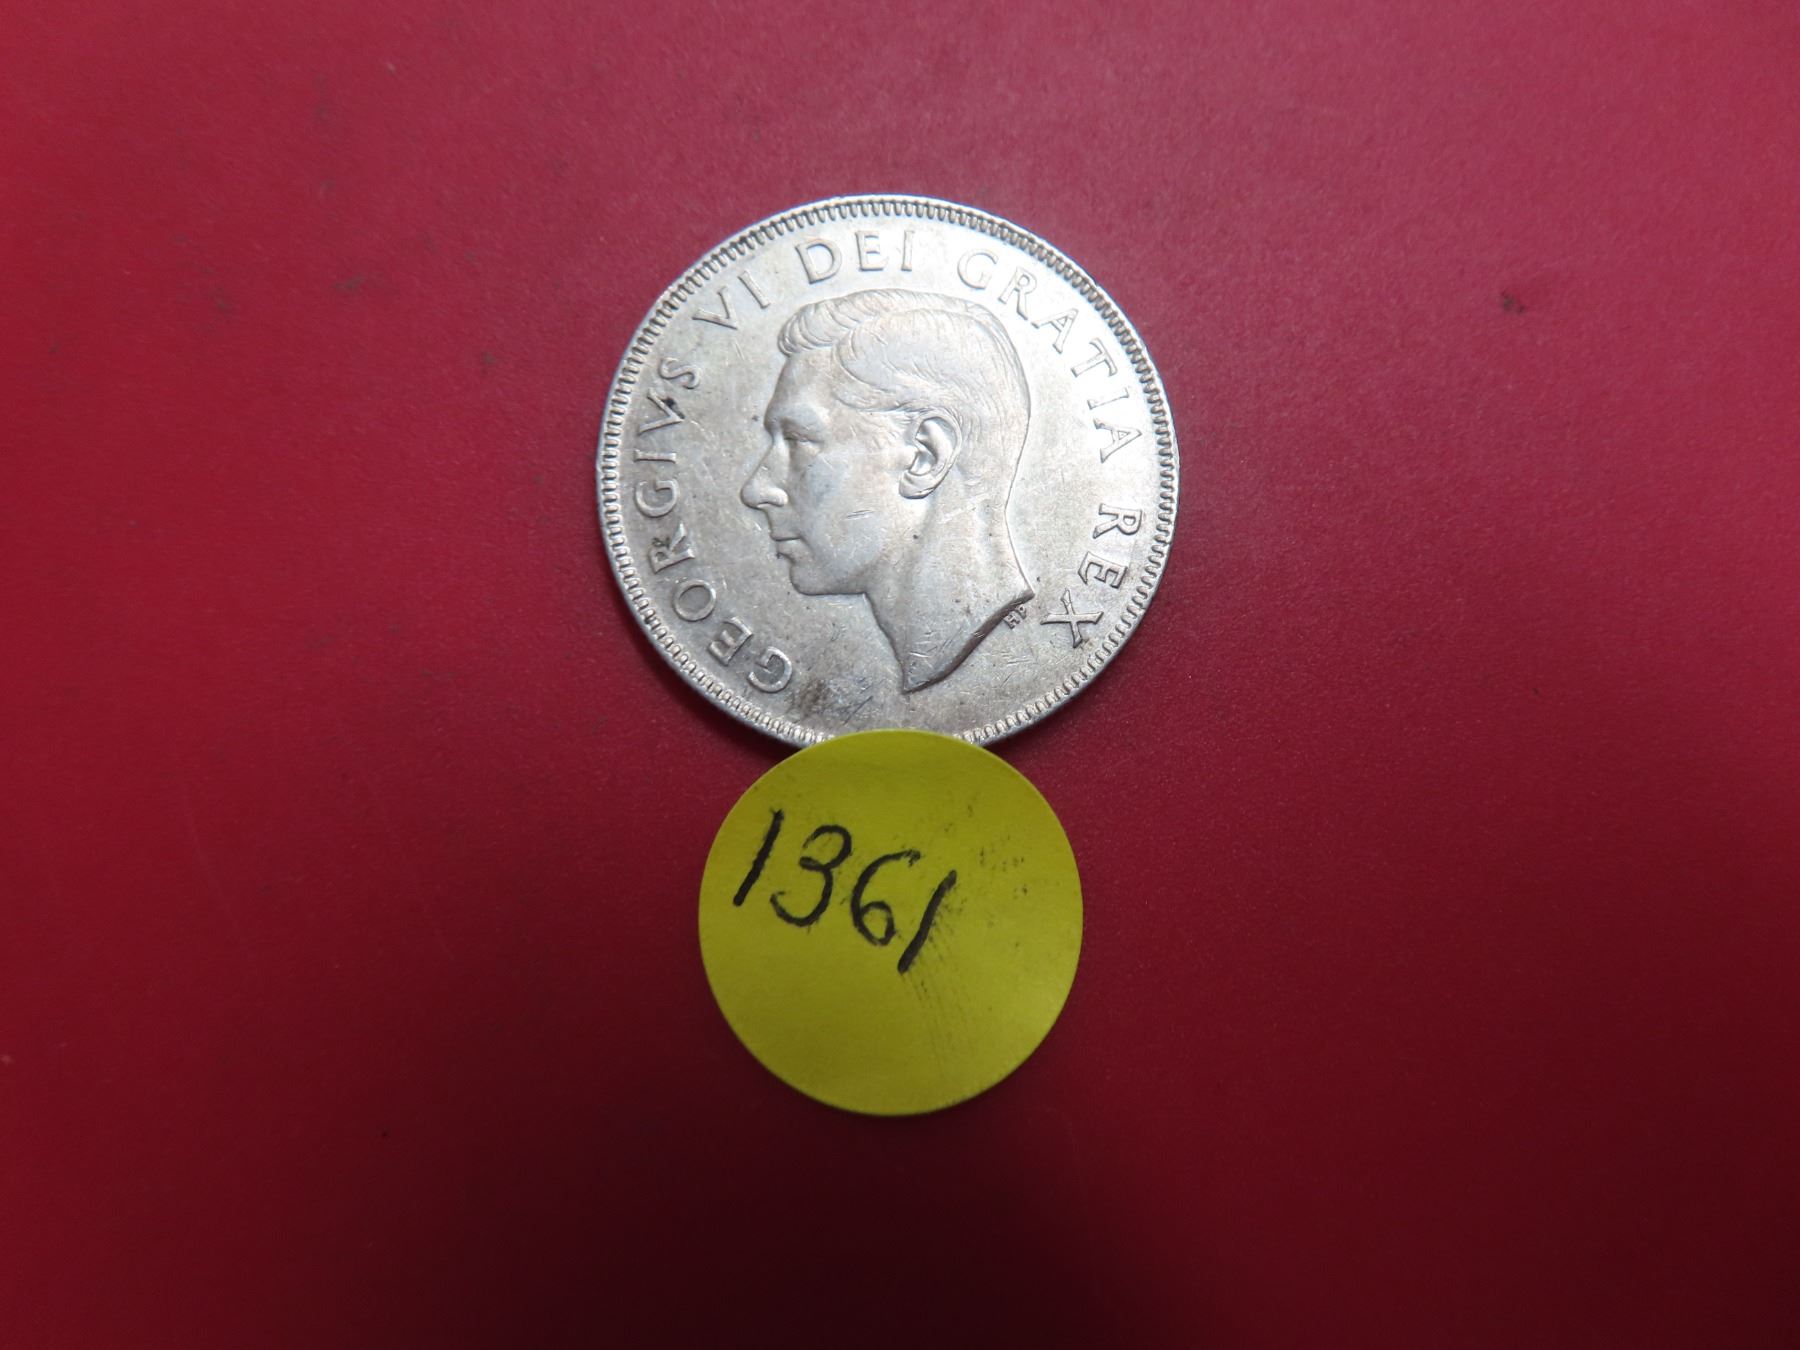 GEORGIVS VI DEI GRATIA REX
HP
1361